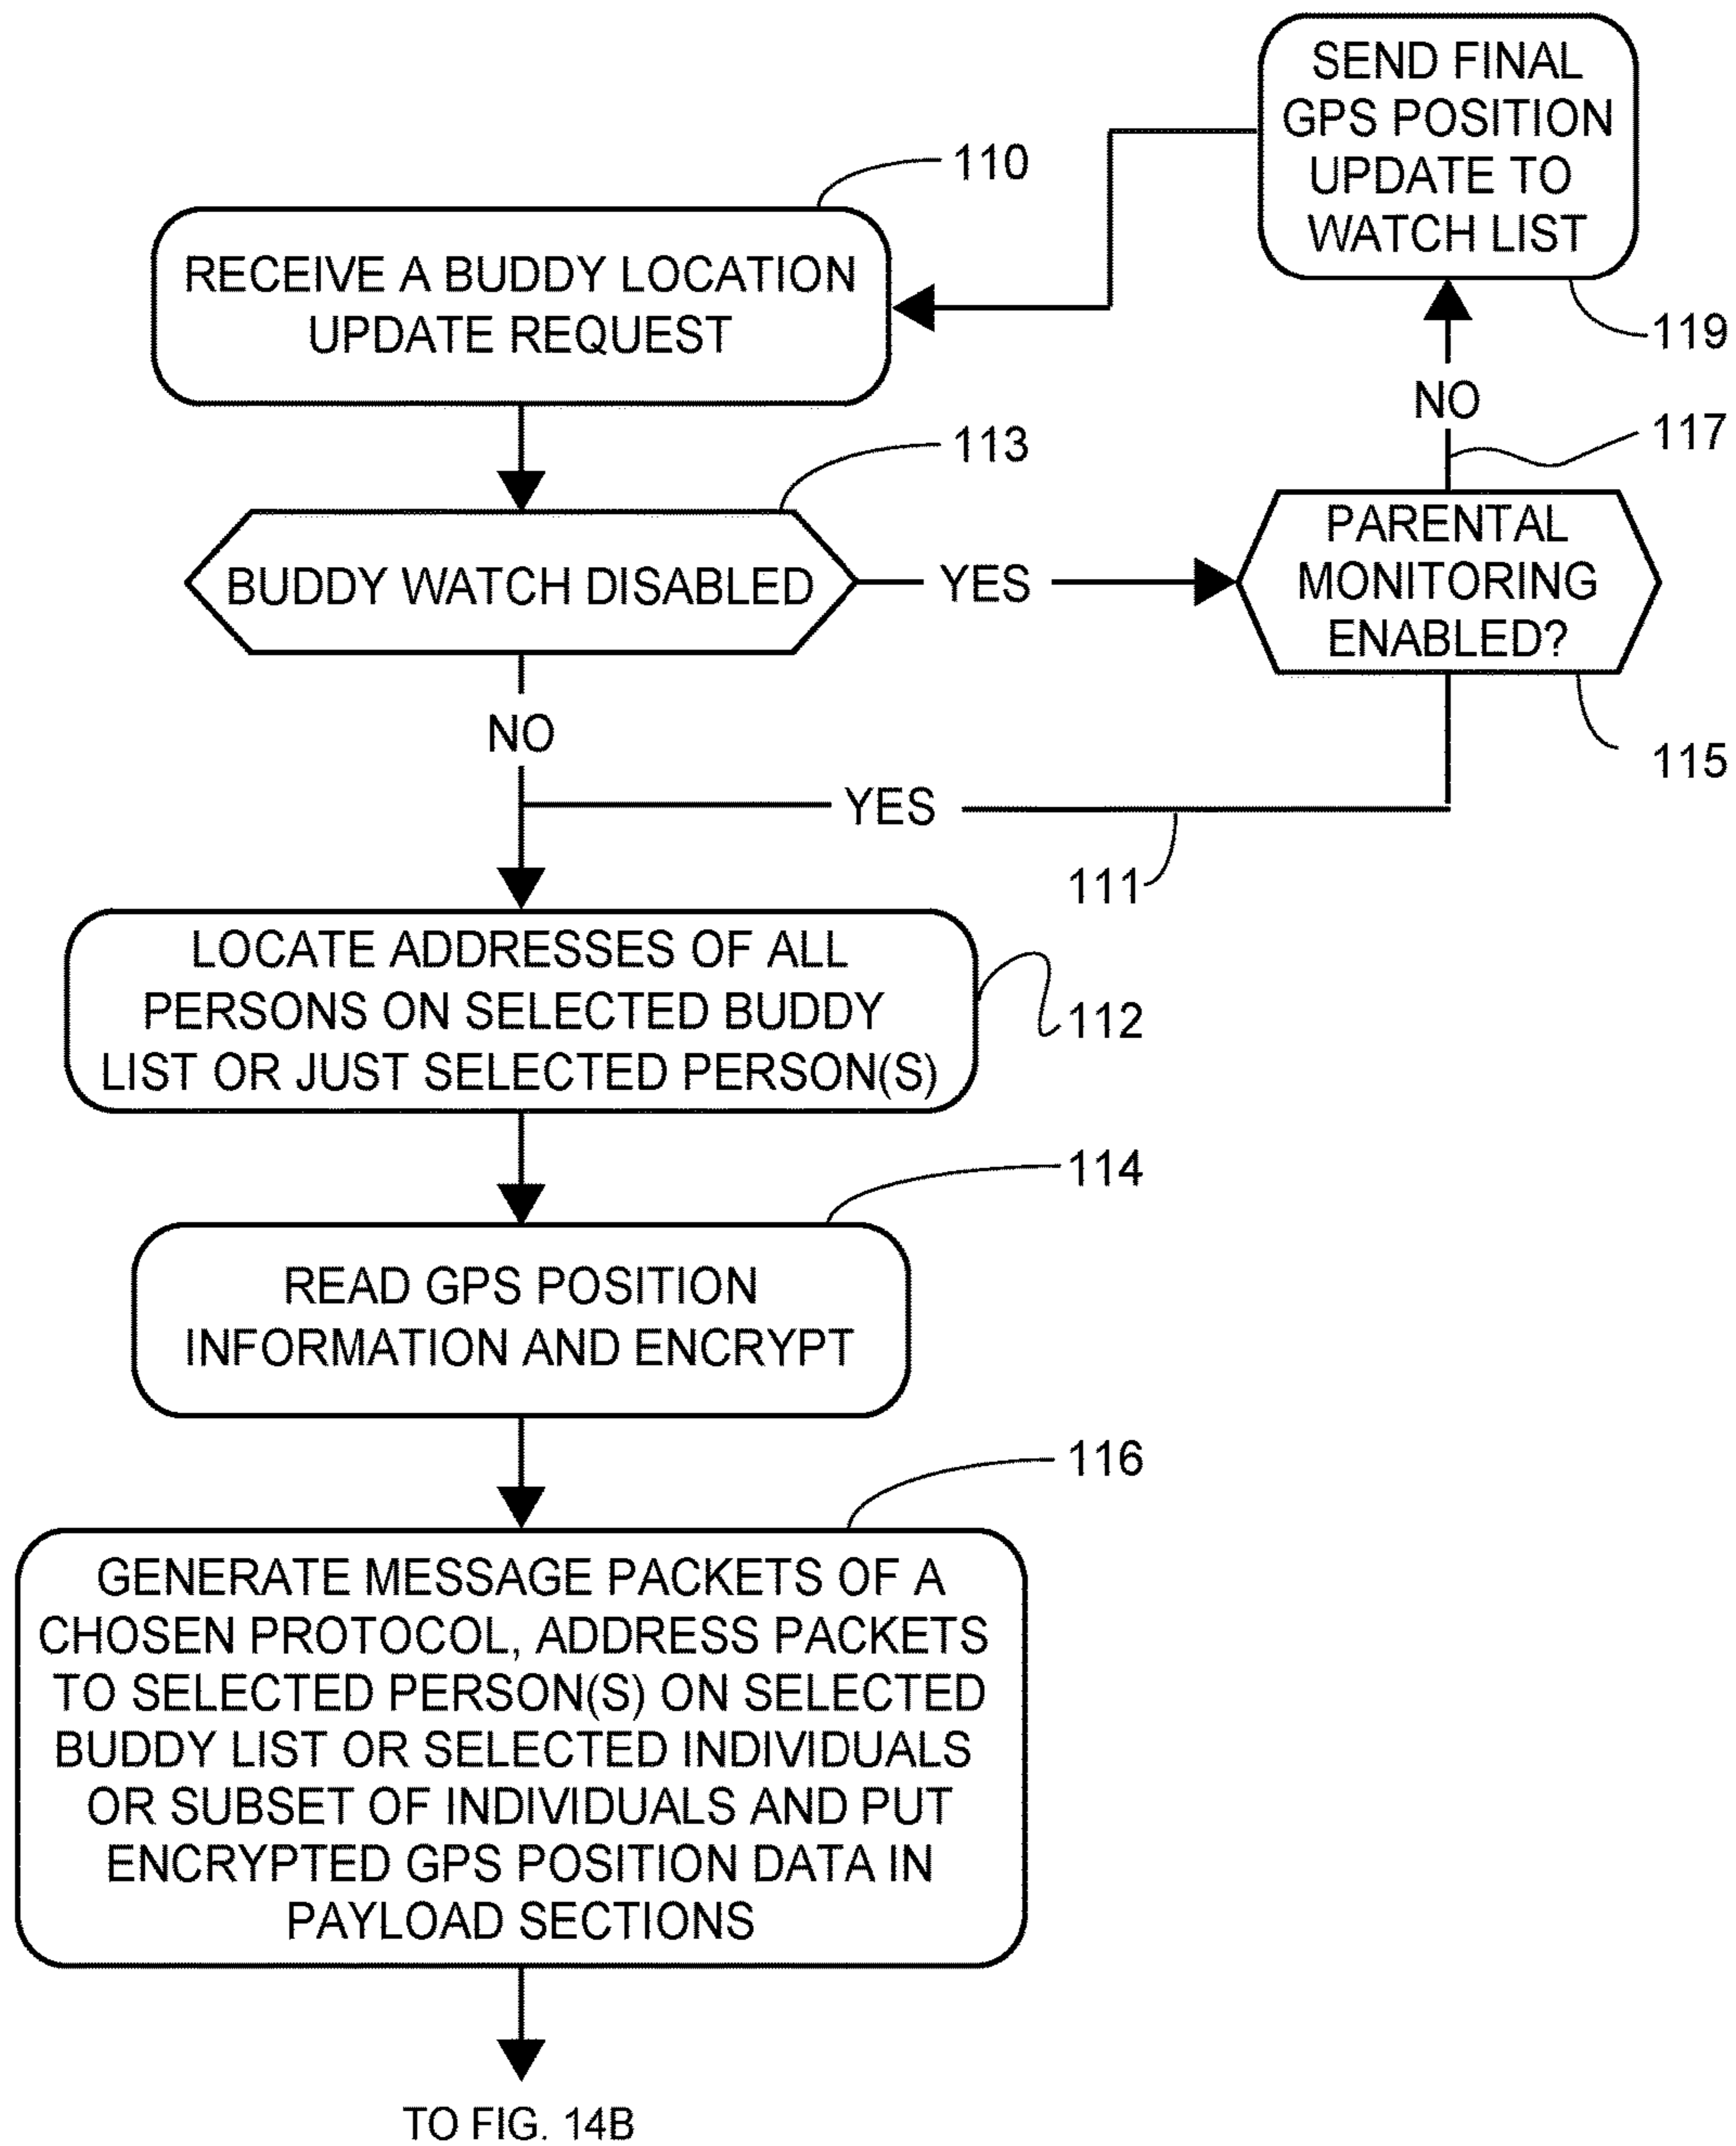 SEND FINAL
GPS POSITION
UPDATE TO
WATCH LIST
119
110
RECEIVE A BUDDY LOCATION
UPDATE REQUEST
NO
117
113
BUDDY WATCH DISABLED
YES
PARENTAL
MONITORING
ENABLED?
115
NO
YES
111
LOCATE ADDRESSES OF ALL
PERSONS ON SELECTED BUDDY
LIST OR JUST SELECTED PERSON(S)
112
114
READ GPS POSITION
INFORMATION AND ENCRYPT
116
GENERATE MESSAGE PACKETS OF A
CHOSEN PROTOCOL, ADDRESS PACKETS
TO SELECTED PERSON(S) ON SELECTED
BUDDY LIST OR SELECTED INDIVIDUALS
OR SUBSET OF INDIVIDUALS AND PUT
ENCRYPTED GPS POSITION DATA IN
PAYLOAD SECTIONS
TO FIG. 14B